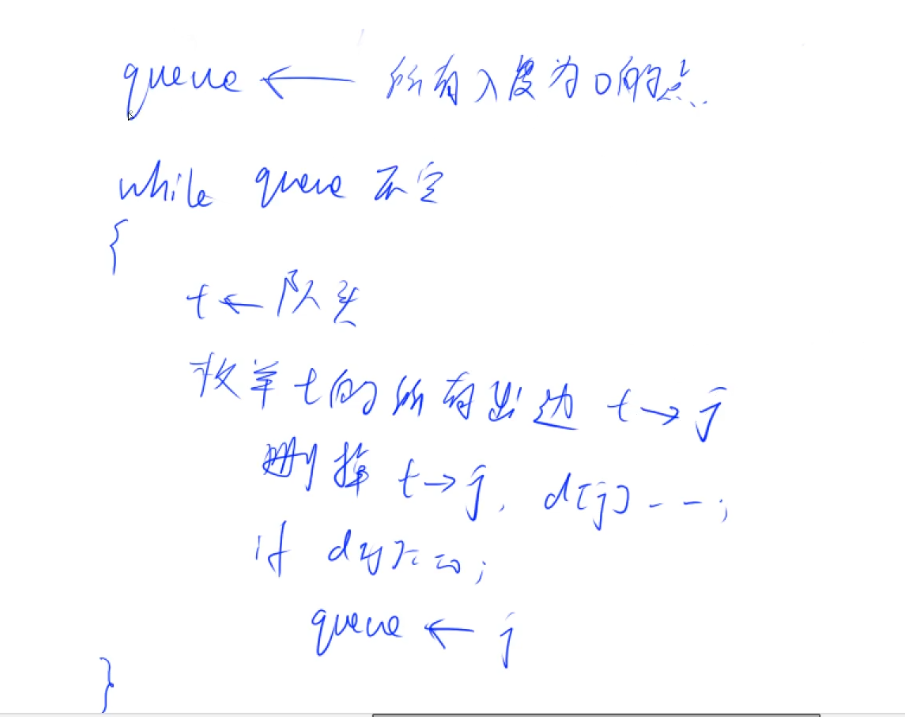 queue ← 所有入度为0的点
while queue 不空
{
t ← 队头
枚举 t 的所有出边 t → j
删掉 t → j, d[j]--;
if d[j] == 0;
queue ← j
}